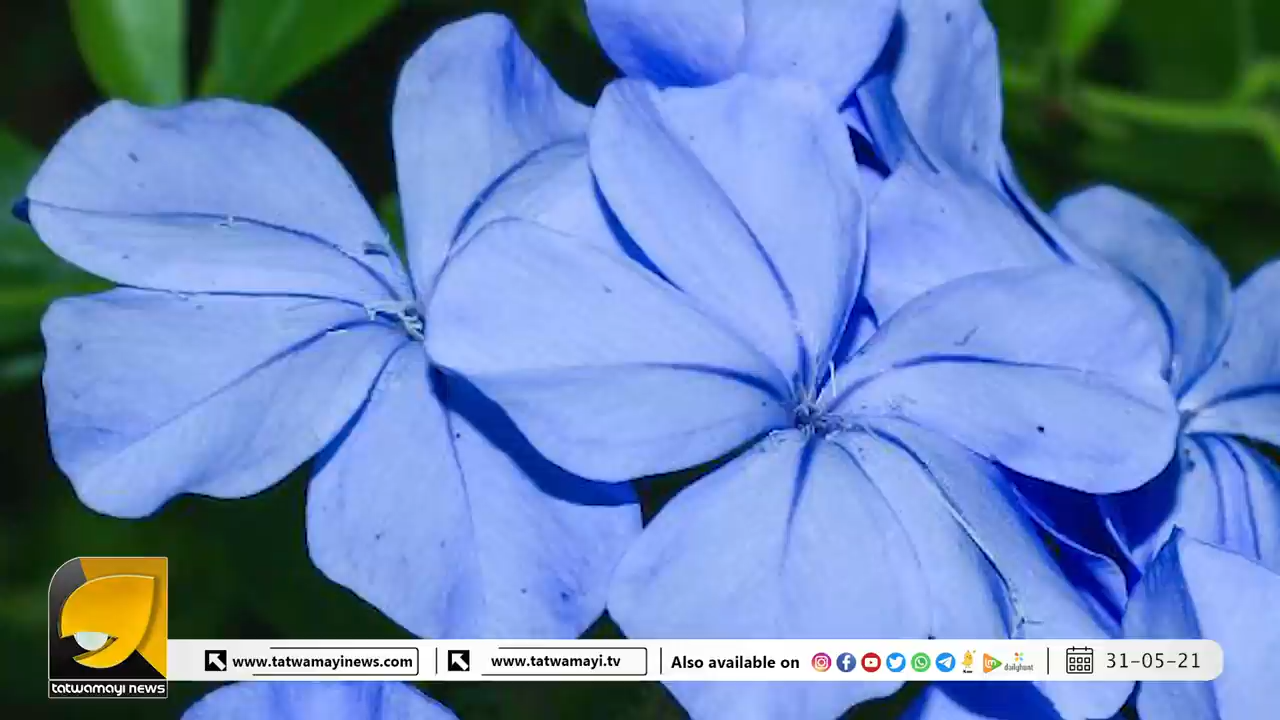 tatwamayi news
www.tatwamayinews.com
www.tatwamayi.tv
Also available on
dailyhunt
31-05-21